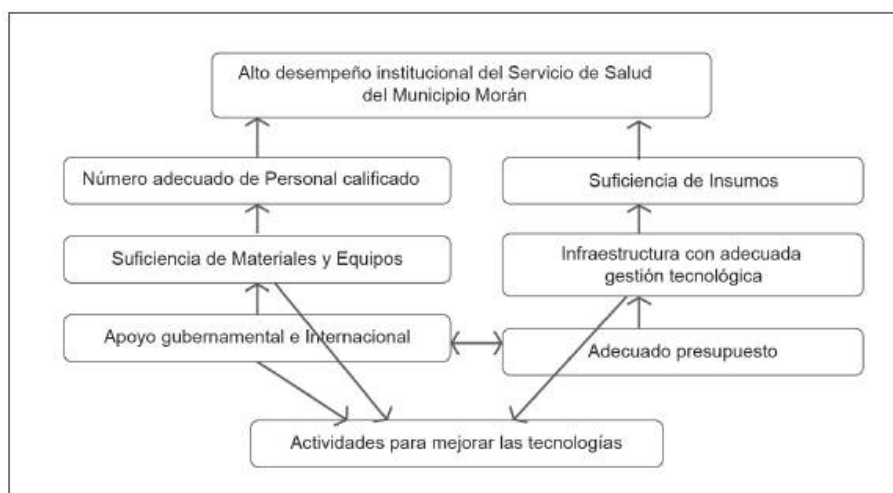 Alto desempeño institucional del Servicio de Salud
del Municipio Morán
Número adecuado de Personal calificado
Suficiencia de Insumos
Suficiencia de Materiales y Equipos
Infraestructura con adecuada
gestión tecnológica
Apoyo gubernamental e Internacional
Adecuado presupuesto
Actividades para mejorar las tecnologías